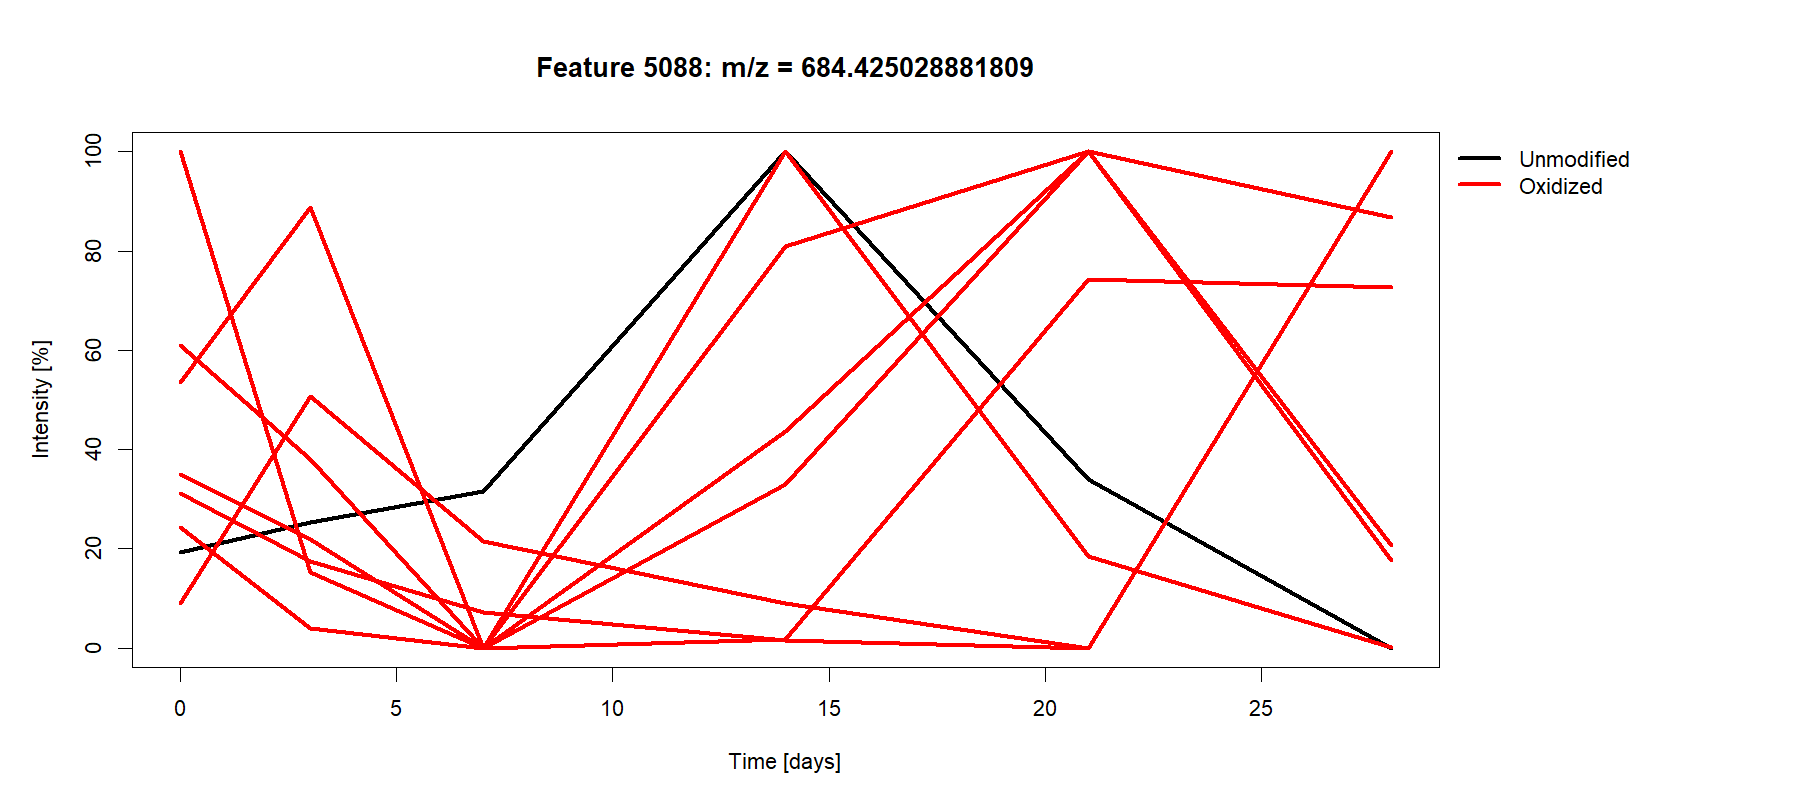 Feature 5088: m/z = 684.425028881809
Unmodified
Oxidized
Intensity [%]
100
80
60
40
20
0
0 5 10 15 20 25
Time [days]